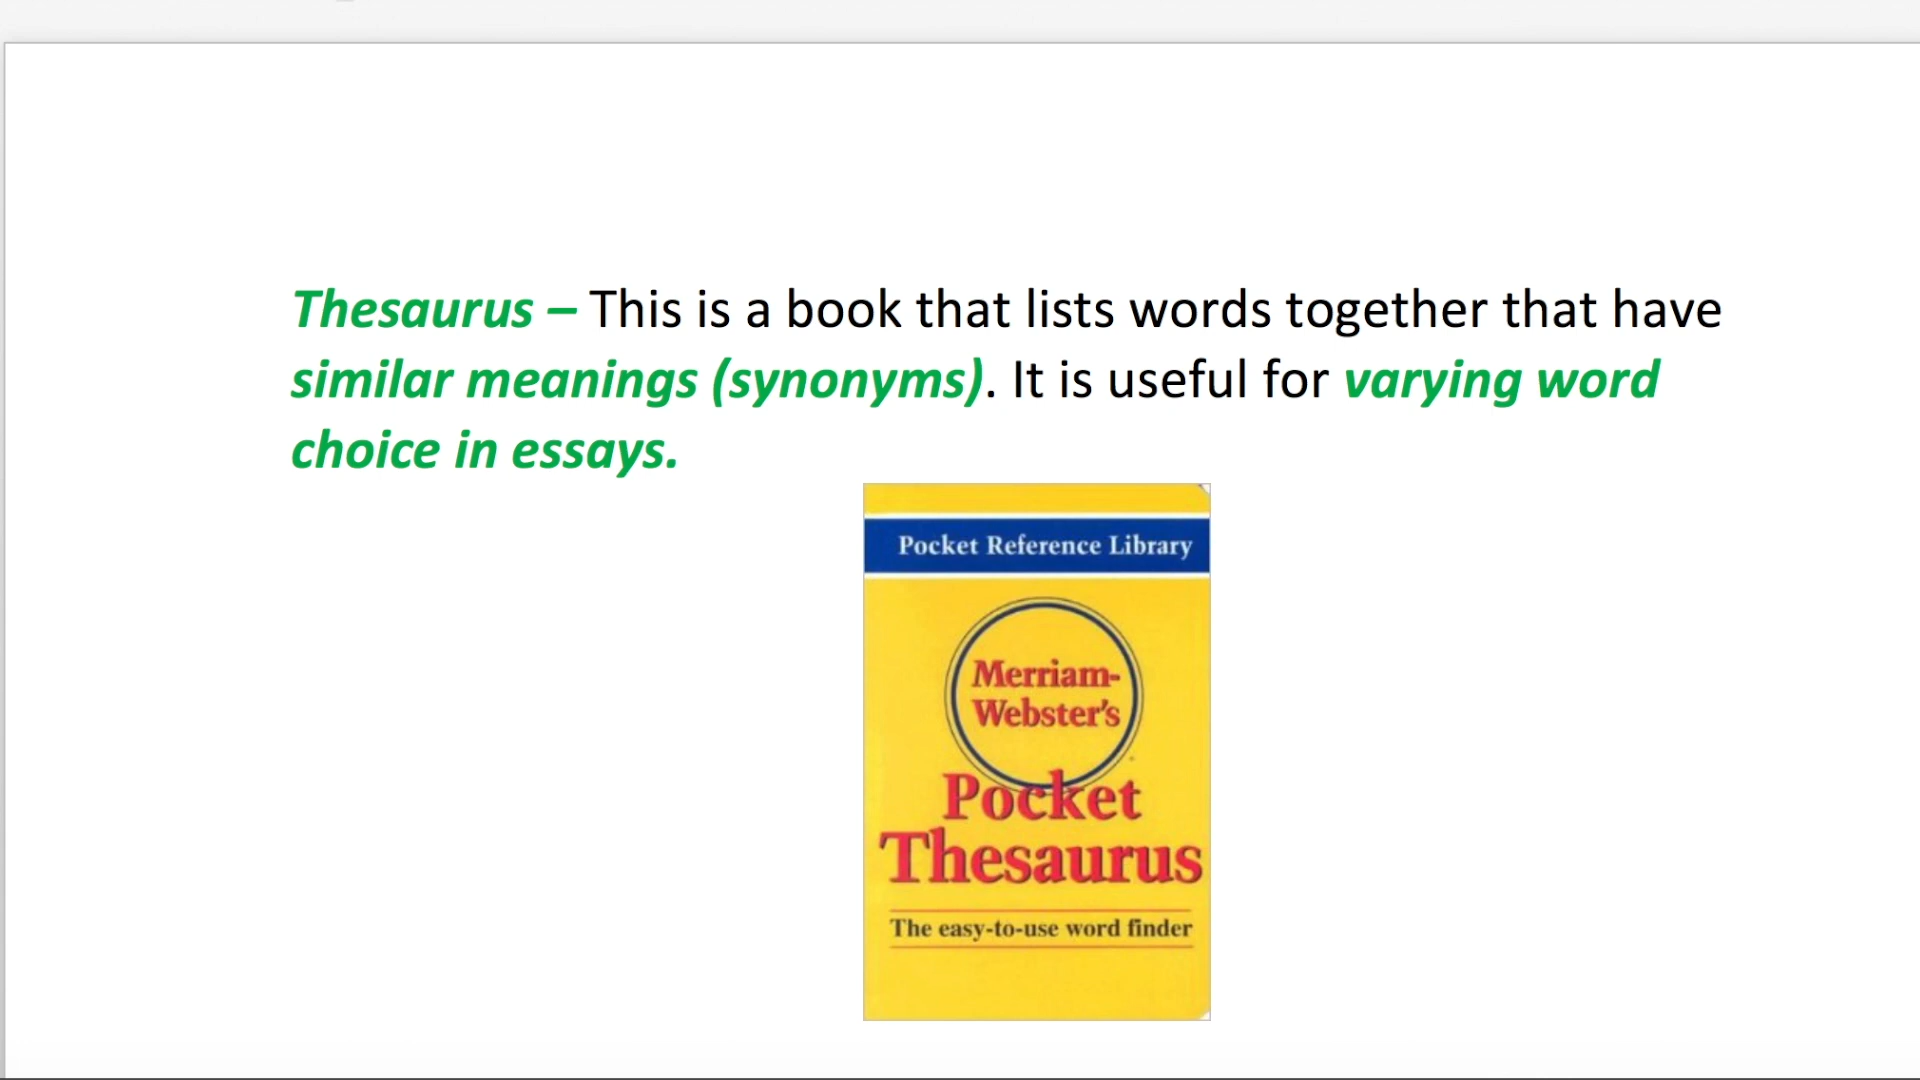 Thesaurus – This is a book that lists words together that have
similar meanings (synonyms). It is useful for varying word
choice in essays.
Pocket Reference Library
Merriam-
Webster's
Pocket
Thesaurus
The easy-to-use word finder